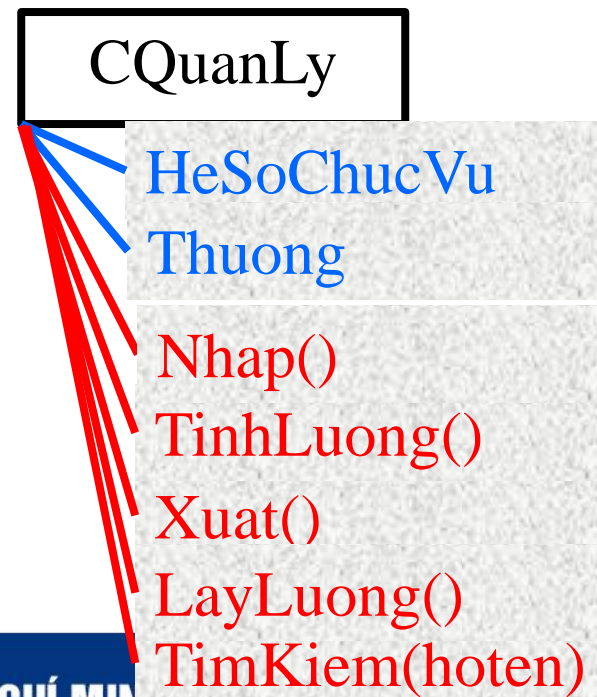 CQuanLy
HeSoChucVu
Thuong
Nhap()
TinhLuong()
Xuat()
LayLuong()
TimKiem(hoten)